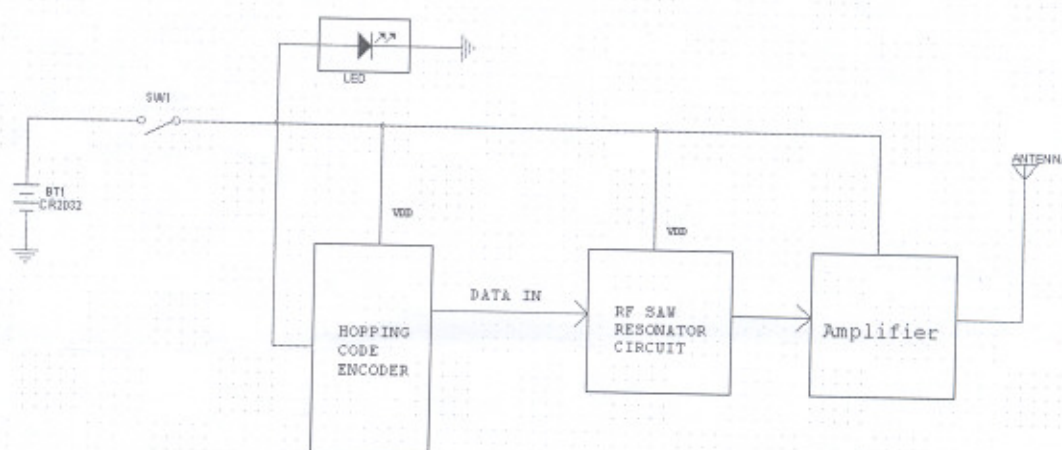 LED
SW1
ANTENNA
BT1
CR2032
VDD
VDD
DATA IN
HOPPING
CODE
ENCODER
RF SAW
RESONATOR
CIRCUIT
Amplifier